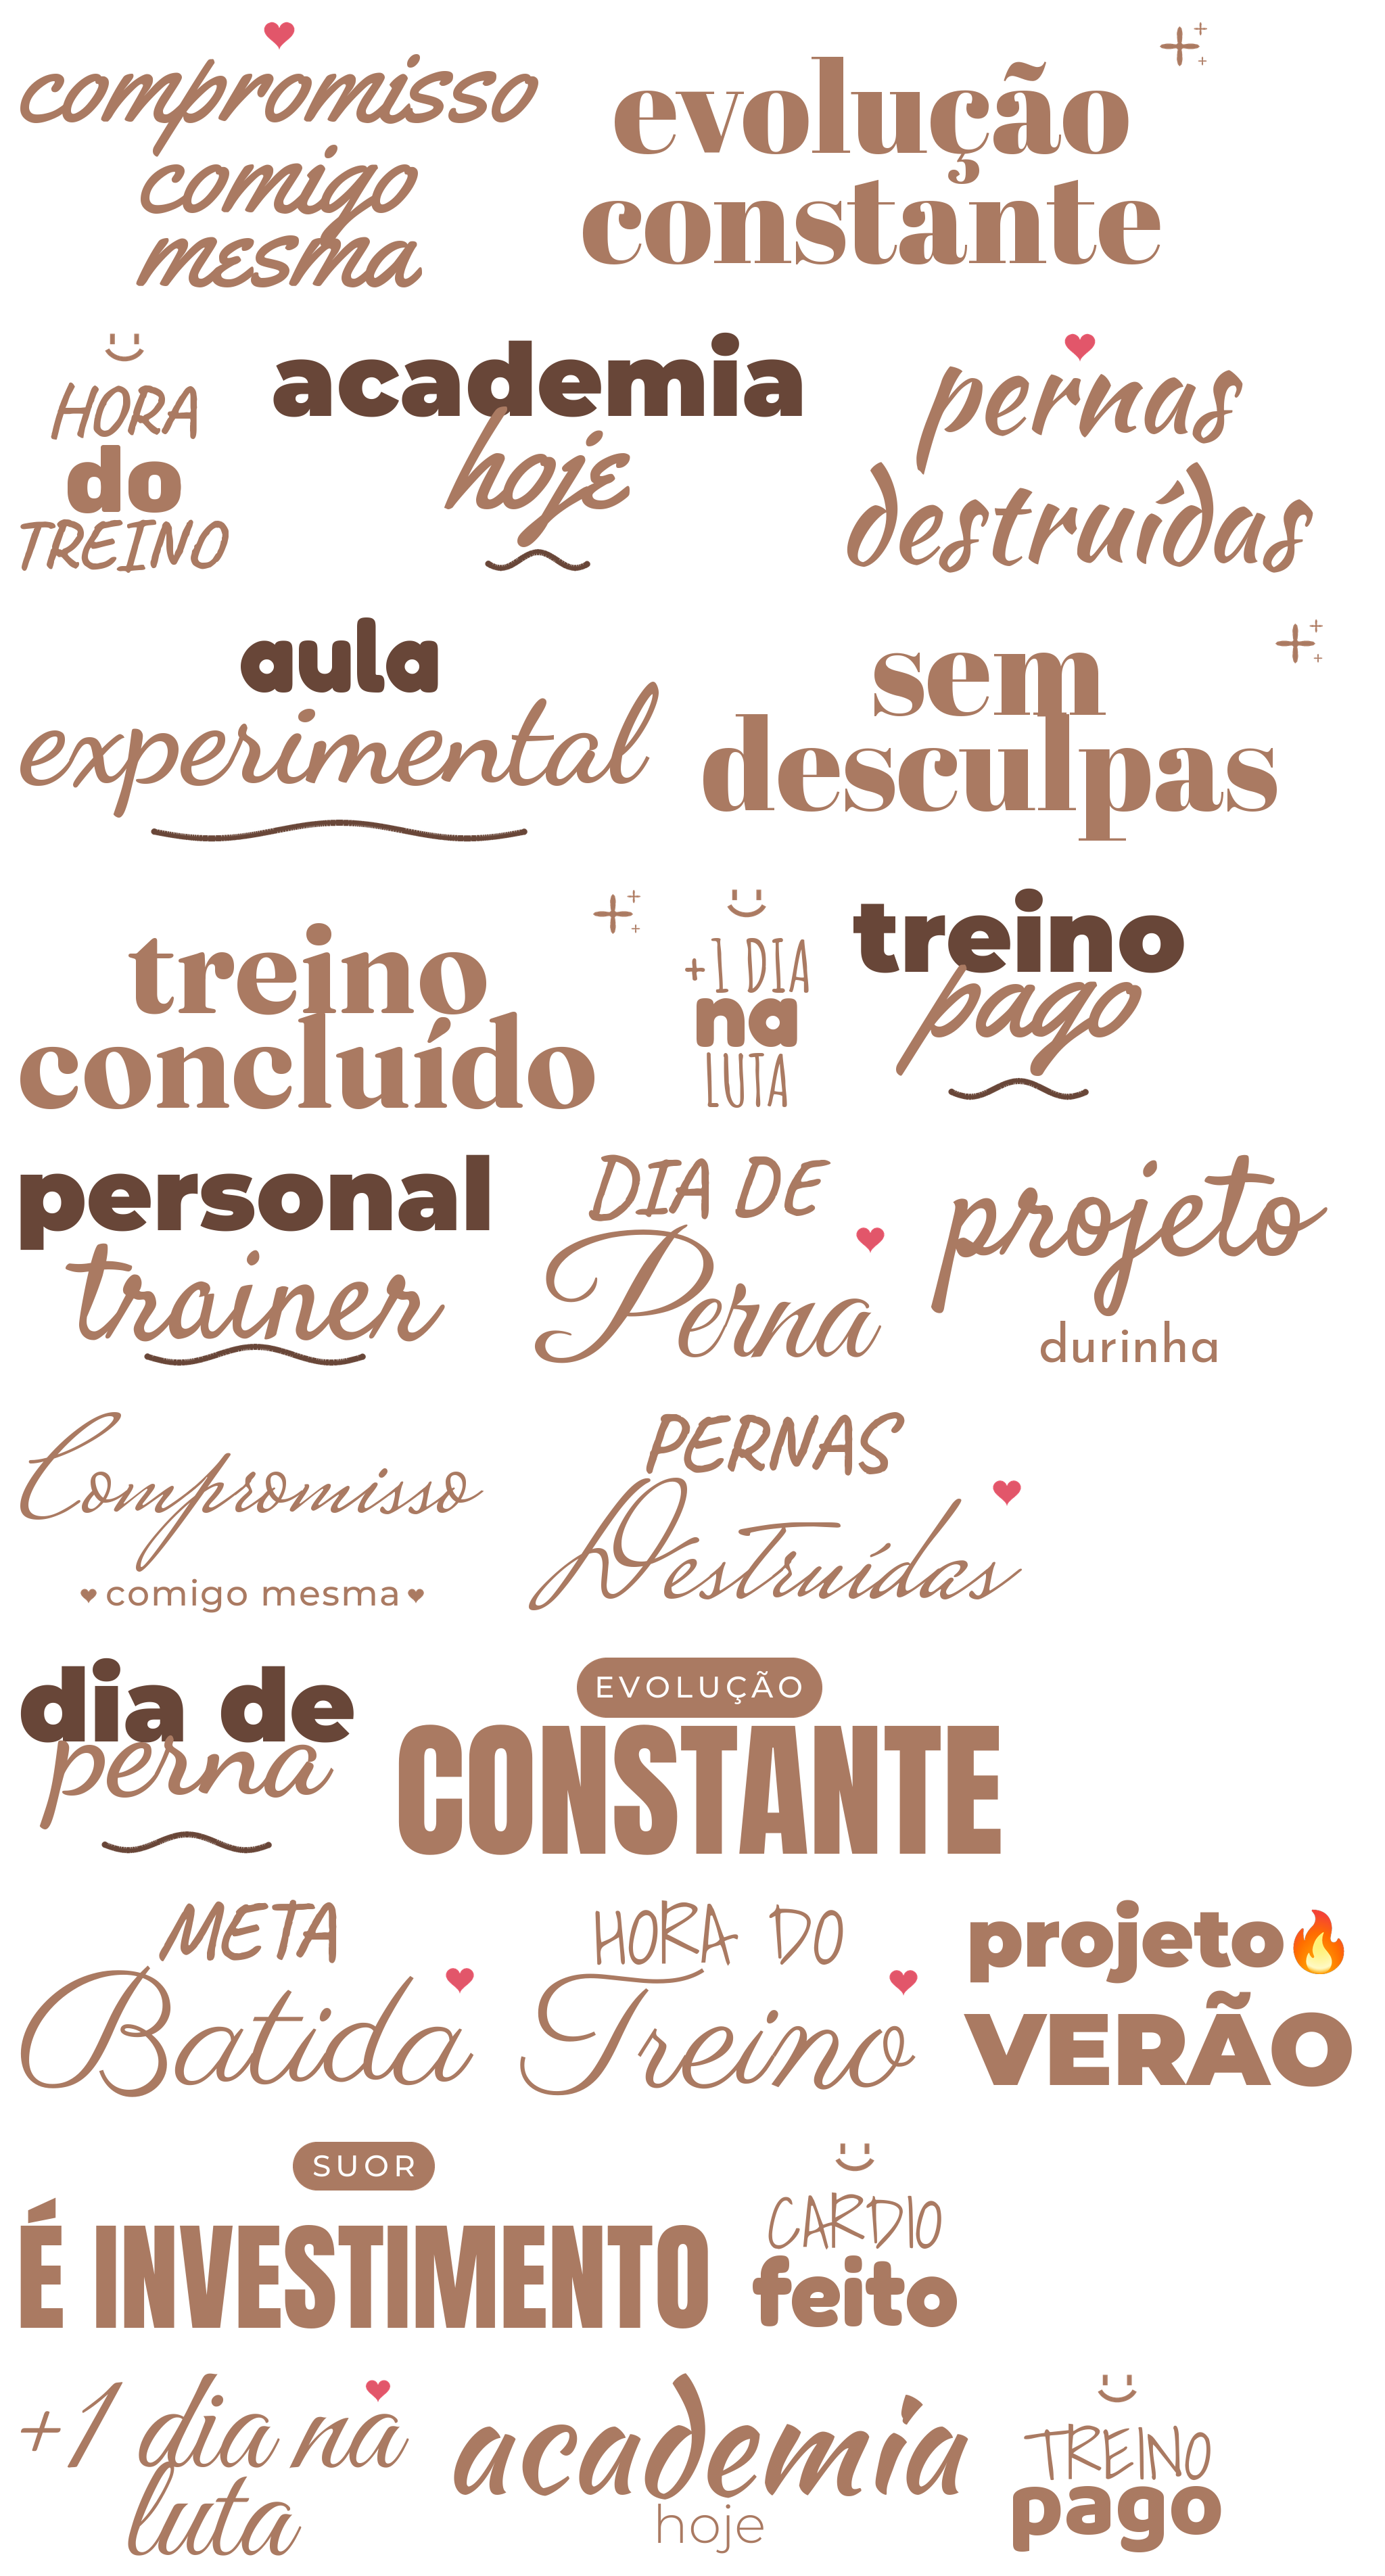 compromisso
comigo
mesma
evolução
constante
HORA
do
TREINO
academia
hoje
pernas
destruídas
aula
experimental
sem
desculpas
treino
concluído
+1 DIA
na
LUTA
treino
pago
personal
trainer
DIA DE
Perna
projeto
durinha
Compromisso
comigo mesma
PERNAS
Destruídas
dia de
perna
EVOLUÇÃO
CONSTANTE
META
Batida
HORA DO
Treino
projeto
VERÃO
SUOR
É INVESTIMENTO
CARDIO
feito
+1 dia na
luta
academia
hoje
TREINO
pago